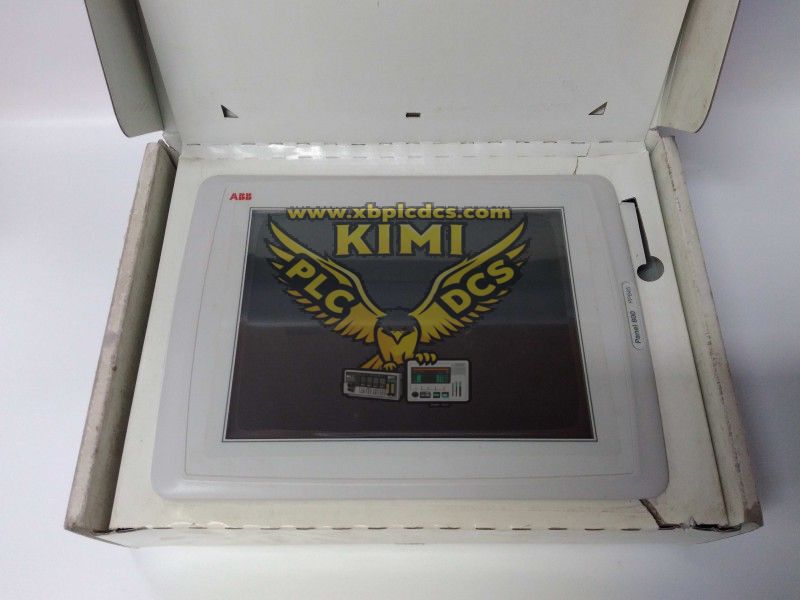 ABB
www.xbplcdcs.com
KIMI
PLC DCS
Panel 800